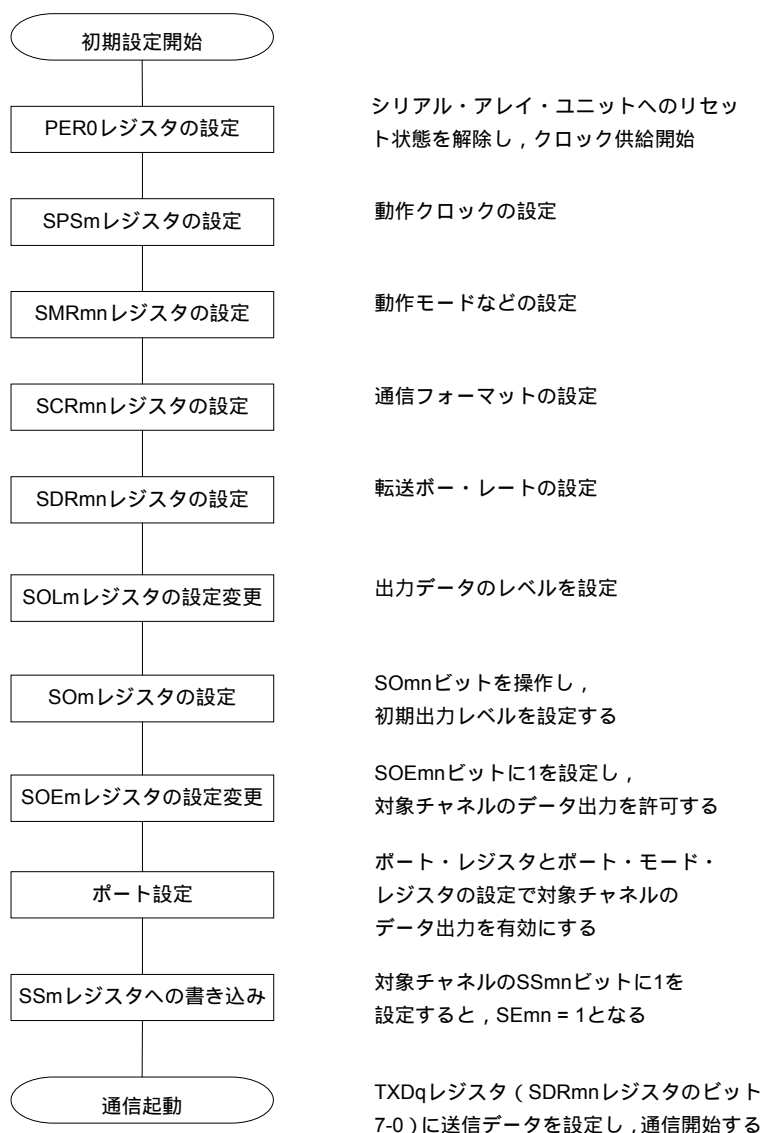 初期設定開始
PER0レジスタの設定
シリアル・アレイ・ユニットへのリセッ
ト状態を解除し，クロック供給開始
SPSmレジスタの設定
動作クロックの設定
SMRmnレジスタの設定
動作モードなどの設定
SCRmnレジスタの設定
通信フォーマットの設定
SDRmnレジスタの設定
転送ボー・レートの設定
SOLmレジスタの設定変更
出力データのレベルを設定
SOmレジスタの設定
SOmnビットを操作し，
初期出力レベルを設定する
SOEmレジスタの設定変更
SOEmnビットに1を設定し，
対象チャネルのデータ出力を許可する
ポート設定
ポート・レジスタとポート・モード・
レジスタの設定で対象チャネルの
データ出力を有効にする
SSmレジスタへの書き込み
対象チャネルのSSmnビットに1を
設定すると，SEmn = 1となる
通信起動
TXDqレジスタ（SDRmnレジスタのビット
7-0）に送信データを設定し，通信開始する